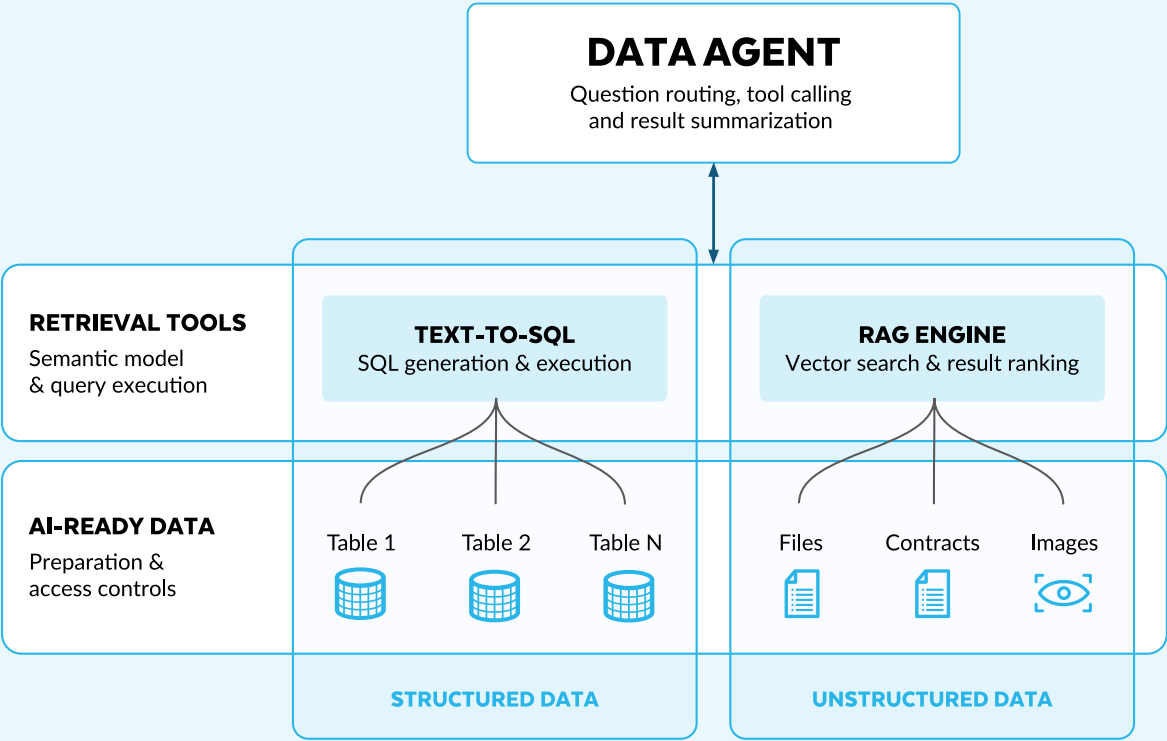 DATA AGENT
Question routing, tool calling
and result summarization
RETRIEVAL TOOLS
Semantic model
& query execution
TEXT-TO-SQL
SQL generation & execution
RAG ENGINE
Vector search & result ranking
AI-READY DATA
Preparation &
access controls
Table 1
Table 2
Table N
Files
Contracts
Images
STRUCTURED DATA
UNSTRUCTURED DATA